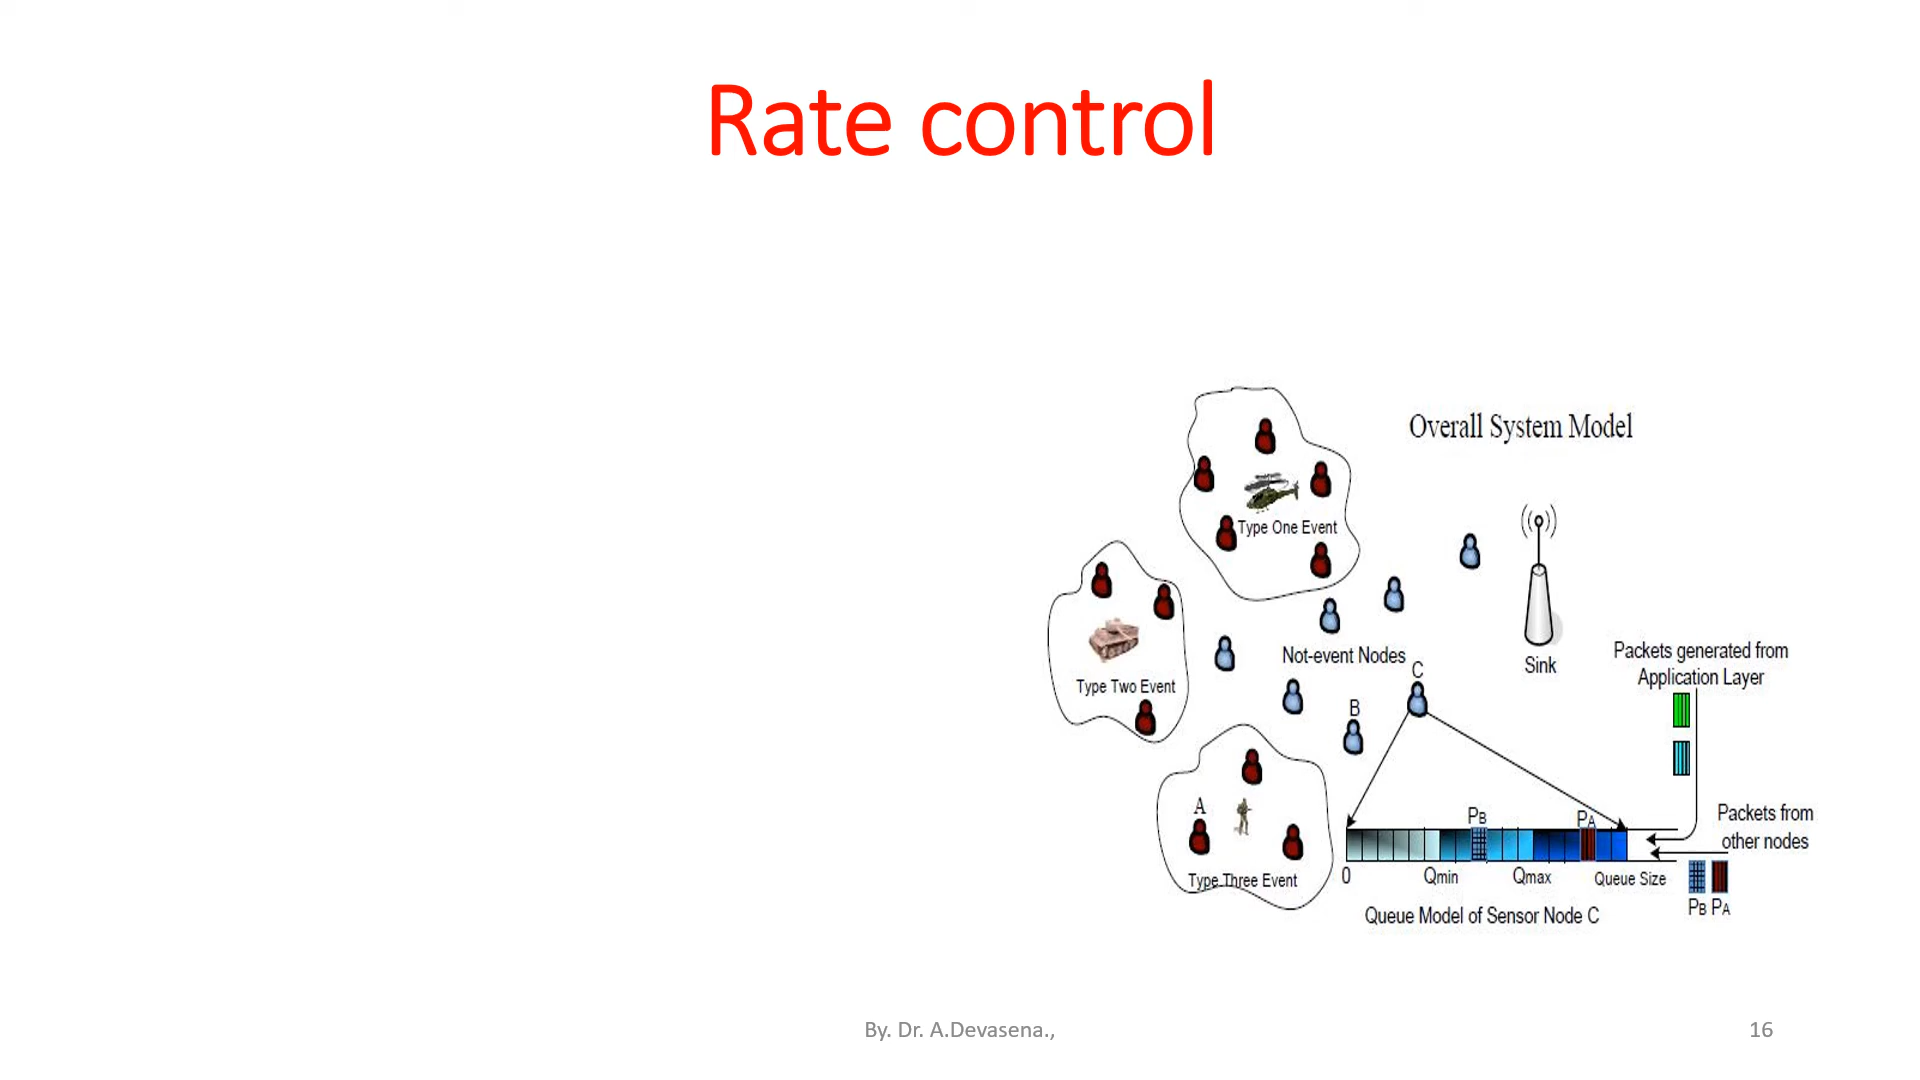 Rate control
Overall System Model
Type One Event
Not-event Nodes
Sink
Packets generated from
Application Layer
Type Two Event
C
B
A
Type Three Event
PB
PA
Packets from
other nodes
0
Qmin
Qmax
Queue Size
PB PA
Queue Model of Sensor Node C
By. Dr. A.Devasena.,
16